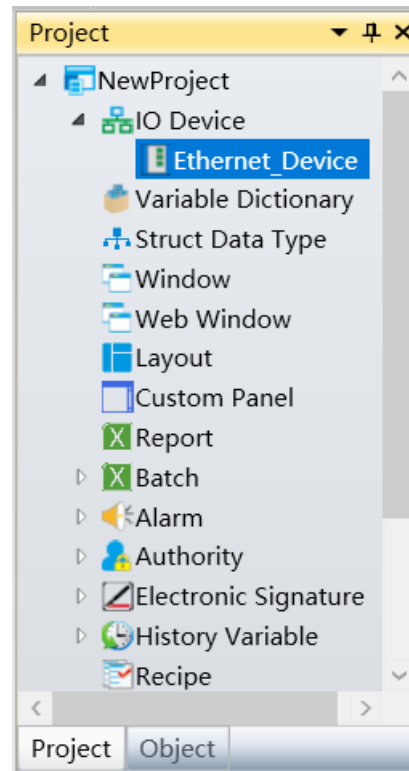 Project
NewProject
IO Device
Ethernet_Device
Variable Dictionary
Struct Data Type
Window
Web Window
Layout
Custom Panel
Report
Batch
Alarm
Authority
Electronic Signature
History Variable
Recipe
Project Object